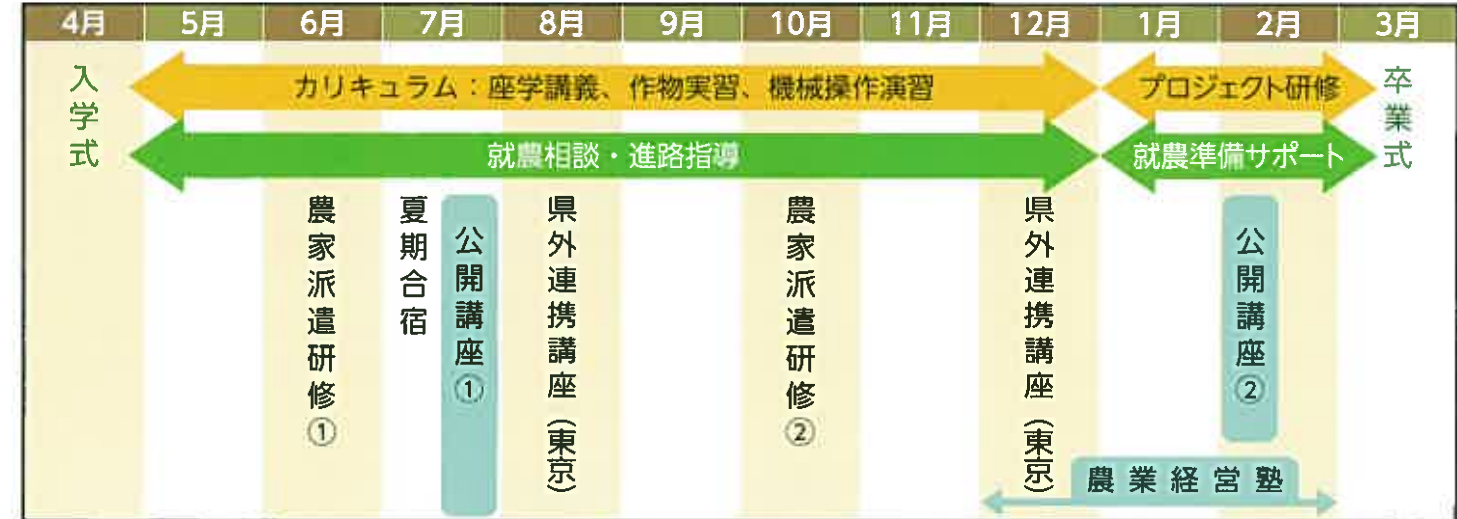 4月 5月 6月 7月 8月 9月 10月 11月 12月 1月 2月 3月
入学式
カリキュラム：座学講義、作物実習、機械操作演習
プロジェクト研修
卒業式
就農相談・進路指導
就農準備サポート
農家派遣研修①
夏期合宿
公開講座①
県外連携講座（東京）
農家派遣研修②
県外連携講座（東京）
公開講座②
農業経営塾